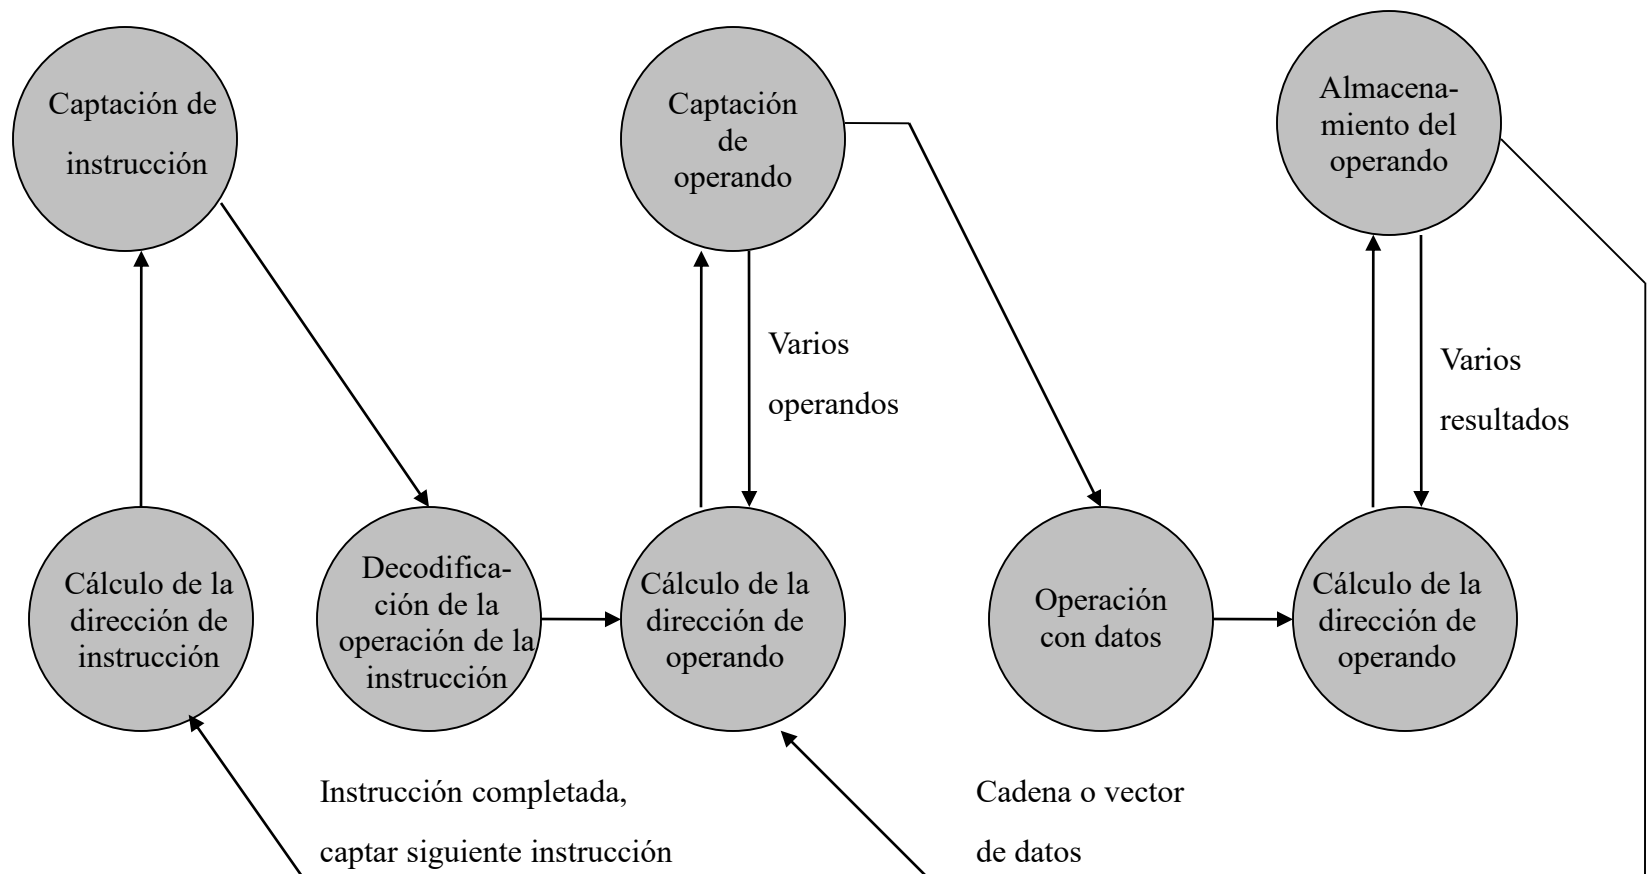 Captación de
instrucción
Captación
de
operando
Almacena-
miento del
operando
Varios
operandos
Varios
resultados
Cálculo de la
dirección de
instrucción
Decodifica-
ción de la
operación de la
instrucción
Cálculo de la
dirección de
operando
Operación
con datos
Cálculo de la
dirección de
operando
Instrucción completada,
captar siguiente instrucción
Cadena o vector
de datos